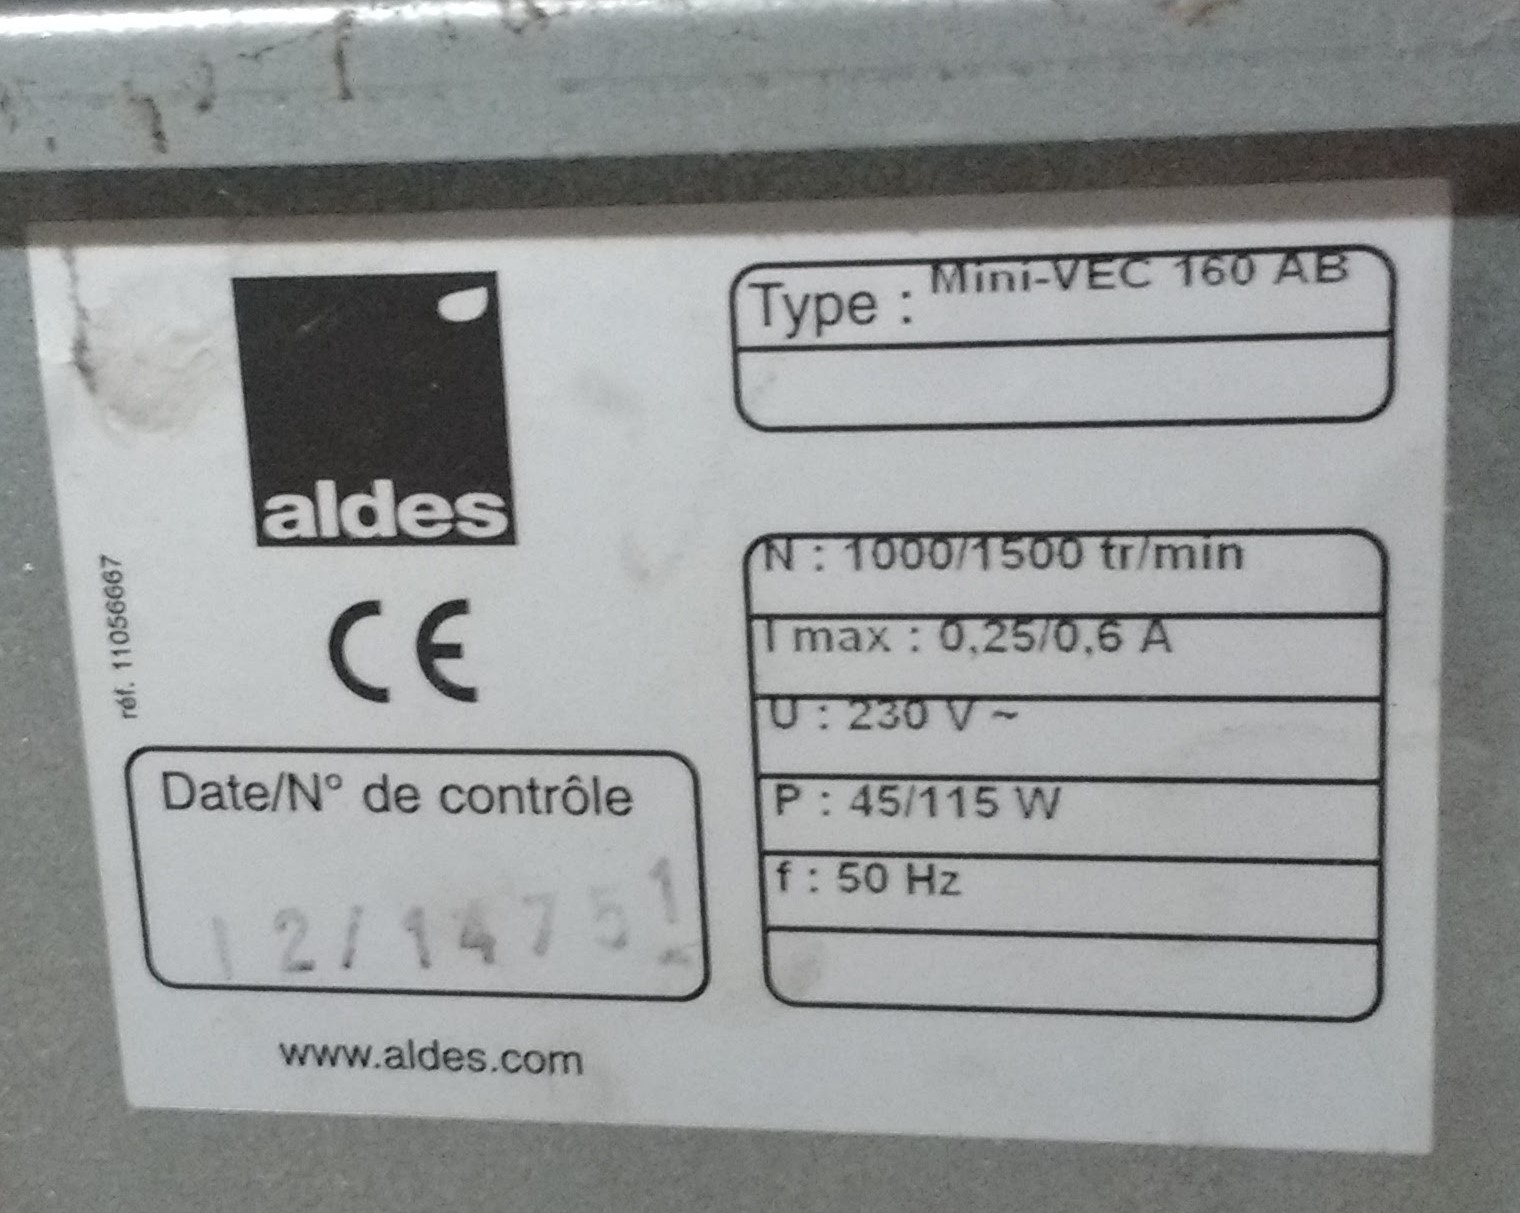 aldes
CE
réf. 11056667
Date/N° de contrôle
12/1475
www.aldes.com
Type : Mini-VEC 160 AB
N : 1000/1500 tr/min
I max : 0,25/0,6 A
U : 230 V ~
P : 45/115 W
f : 50 Hz